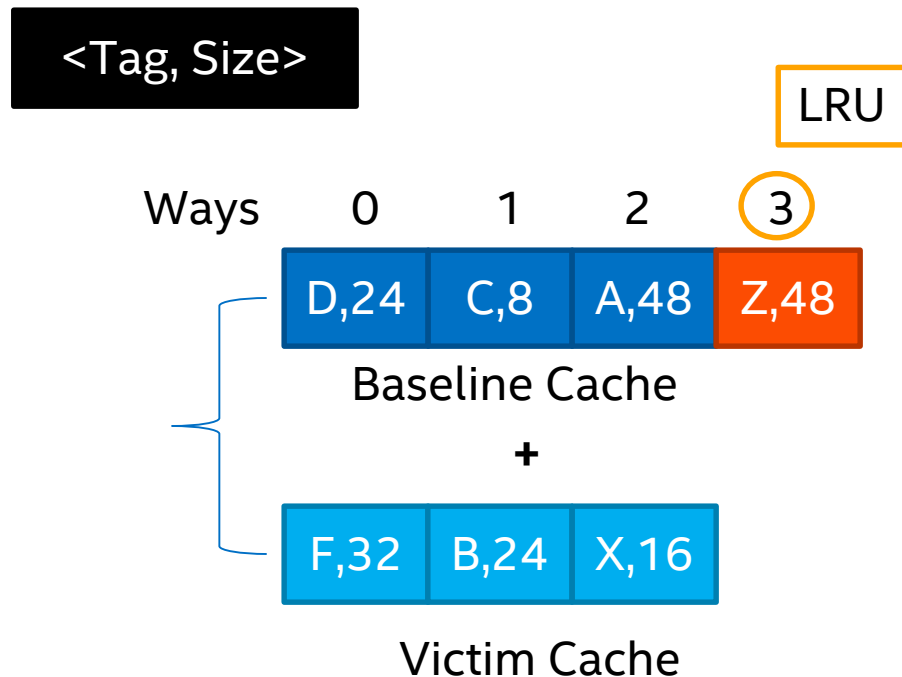 <Tag, Size>
LRU
Ways 0 1 2 3
D,24 C,8 A,48 Z,48
Baseline Cache
+
F,32 B,24 X,16
Victim Cache